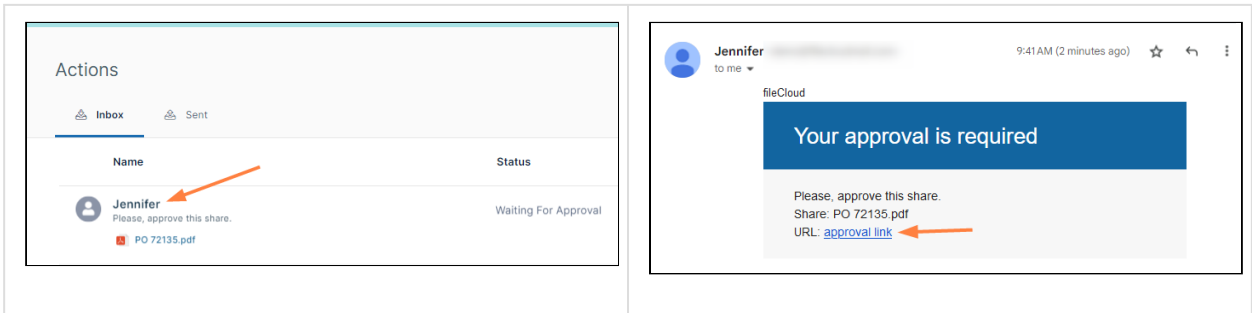 Actions
Inbox
Sent
Name
Status
Jennifer
Please, approve this share.
Waiting For Approval
PO 72135.pdf
Jennifer
9:41 AM (2 minutes ago)
to me
fileCloud
Your approval is required
Please, approve this share.
Share: PO 72135.pdf
URL: approval link